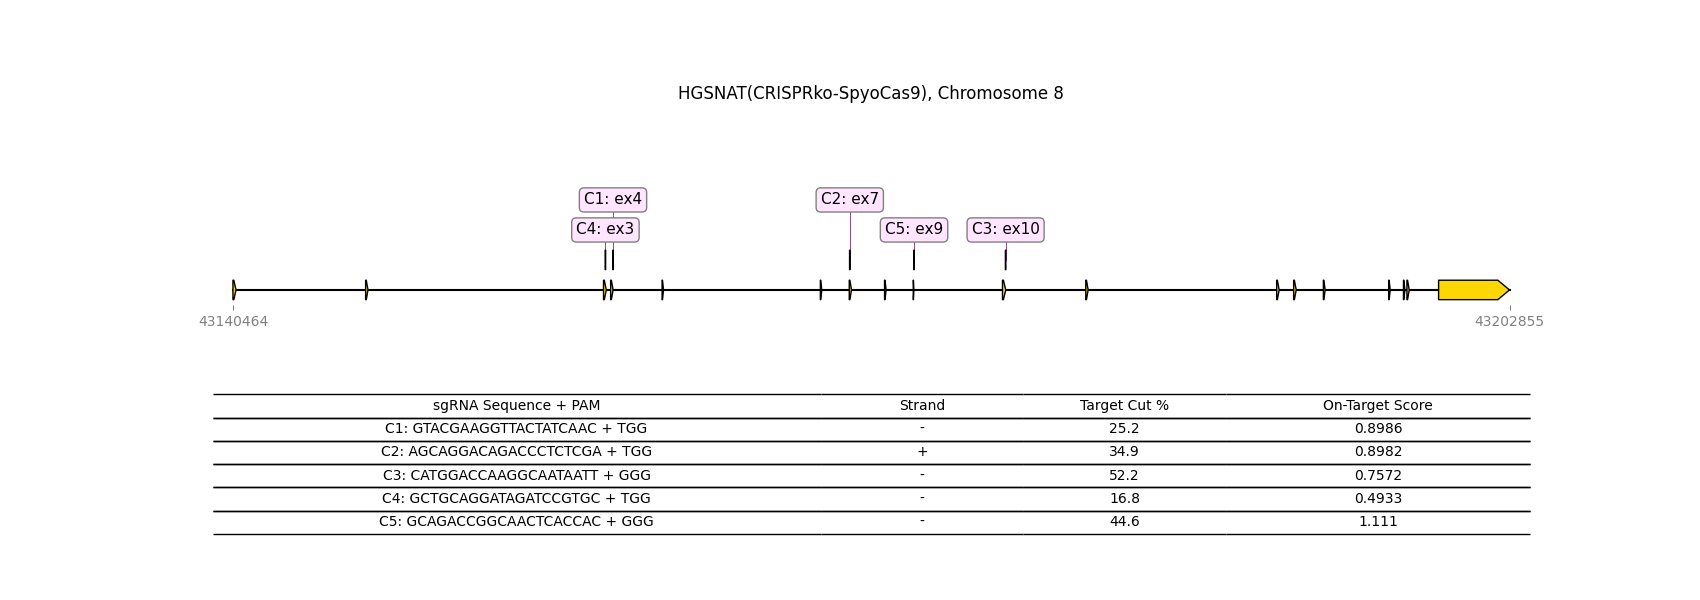 HGSNAT(CRISPRko-SpyoCas9), Chromosome 8
C1: ex4 C2: ex7
C4: ex3 C5: ex9 C3: ex10
43140464 43202855
sgRNA Sequence + PAM Strand Target Cut % On-Target Score
C1: GTACGAAGGTTACTATCAAC + TGG - 25.2 0.8986
C2: AGCAGGACAGACCCTCTCGA + TGG + 34.9 0.8982
C3: CATGGACCAAGGCAATAATT + GGG - 52.2 0.7572
C4: GCTGCAGGATAGATCCGTGC + TGG - 16.8 0.4933
C5: GCAGACCGGCAACTCACCAC + GGG - 44.6 1.111